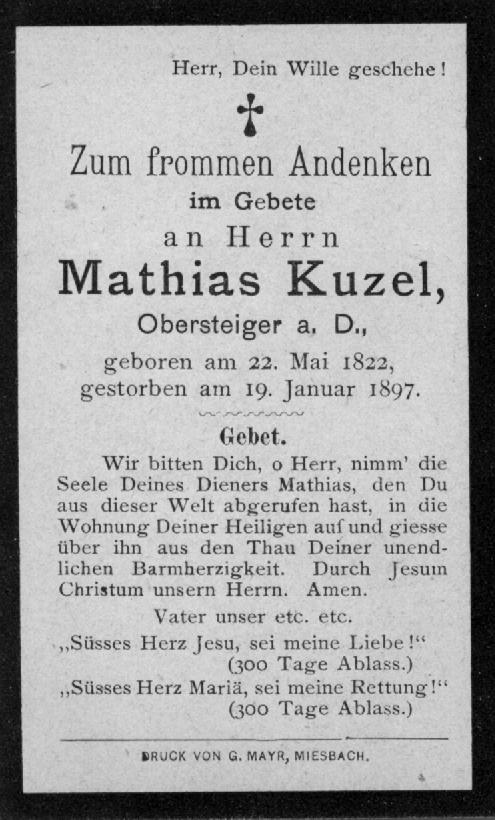 Herr, Dein Wille geschehe!
Zum frommen Andenken
im Gebete
an Herrn
Mathias Kuzel,
Obersteiger a. D.,
geboren am 22. Mai 1822,
gestorben am 19. Januar 1897.
Gebet.
Wir bitten Dich, o Herr, nimm' die
Seele Deines Dieners Mathias, den Du
aus dieser Welt abgerufen hast, in die
Wohnung Deiner Heiligen auf und giesse
über ihn aus den Thau Deiner unend-
lichen Barmherzigkeit. Durch Jesum
Christum unsern Herrn. Amen.
Vater unser etc. etc.
„Süsses Herz Jesu, sei meine Liebe!“
(300 Tage Ablass.)
„Süsses Herz Mariä, sei meine Rettung!“
(300 Tage Ablass.)
DRUCK VON G. MAYR, MIESBACH.